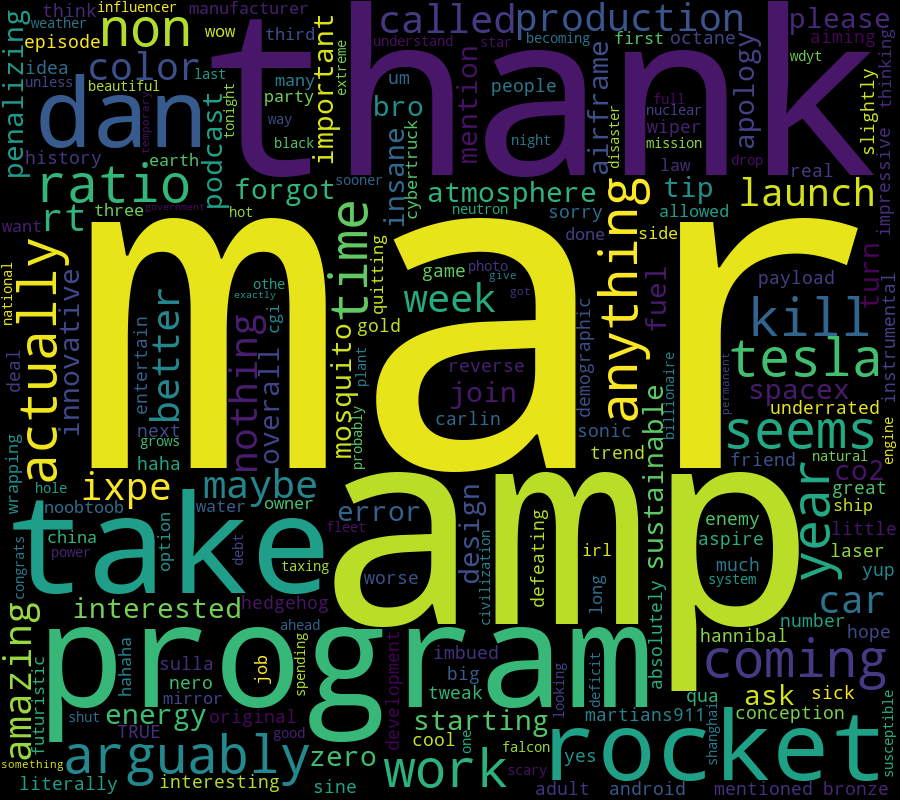 weather influencer manufacturer called production please
think
non thank
episode wow third understand star becoming first octane aiming
idea color many um mention people airframe wdyt thinking
penalizing unless beautiful last podcast tonight party important extreme full apology slightly
dan way insane bro nuclear
temporary black cybertruck night disaster wiper mission
history earth law drop real impressive
ratio forgot sooner atmosphere tip launch
rt three government hot neutron sorry allowed
want mar
actually time done anything side turn
national innovative othe quitting game photo give fuel payload instrumental
better exactly cgi week got kill
nothing overall gold demographic
deal entertain mosquito plant reverse billionaire permanent tesla
join spacex
next carlin sonic underrated
grows probably trend seems engine
wrapping haha sustainable friend natural
hole ixpe maybe amp year co2
noobtoob water owner error design great
take ship
china option debt fleet defeating enemy little
power taxing irl aspire laser
congrats worse civilization long much yup
system
interested hedgehog absolutely number car
amazing program ahead hannibal hope
hahaha sulla job spending development imbued coming
futuristic nero big looking deficit
mirror tweak qua ask sick
shut energy original starting martians911 conception
TRUE good cool one shanghai susceptible
something arguably zero work falcon yes rocket
literally interesting sine scary adult android mentioned bronze